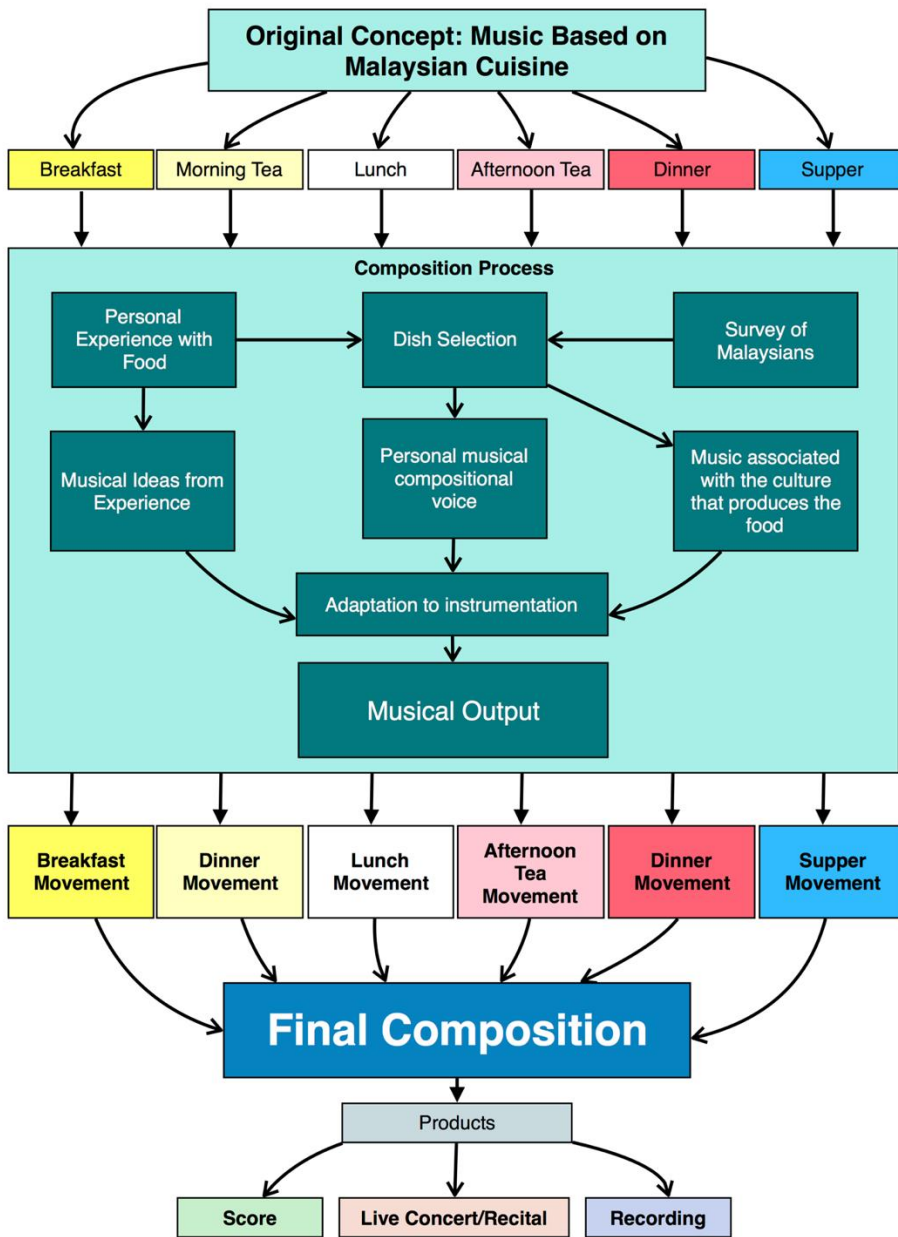 Original Concept: Music Based on
Malaysian Cuisine
Breakfast
Morning Tea
Lunch
Afternoon Tea
Dinner
Supper
Composition Process
Personal
Experience with
Food
Dish Selection
Survey of
Malaysians
Musical Ideas from
Experience
Personal musical
compositional
voice
Music associated
with the culture
that produces the
food
Adaptation to instrumentation
Musical Output
Breakfast
Movement
Dinner
Movement
Lunch
Movement
Afternoon
Tea
Movement
Dinner
Movement
Supper
Movement
Final Composition
Products
Score
Live Concert/Recital
Recording